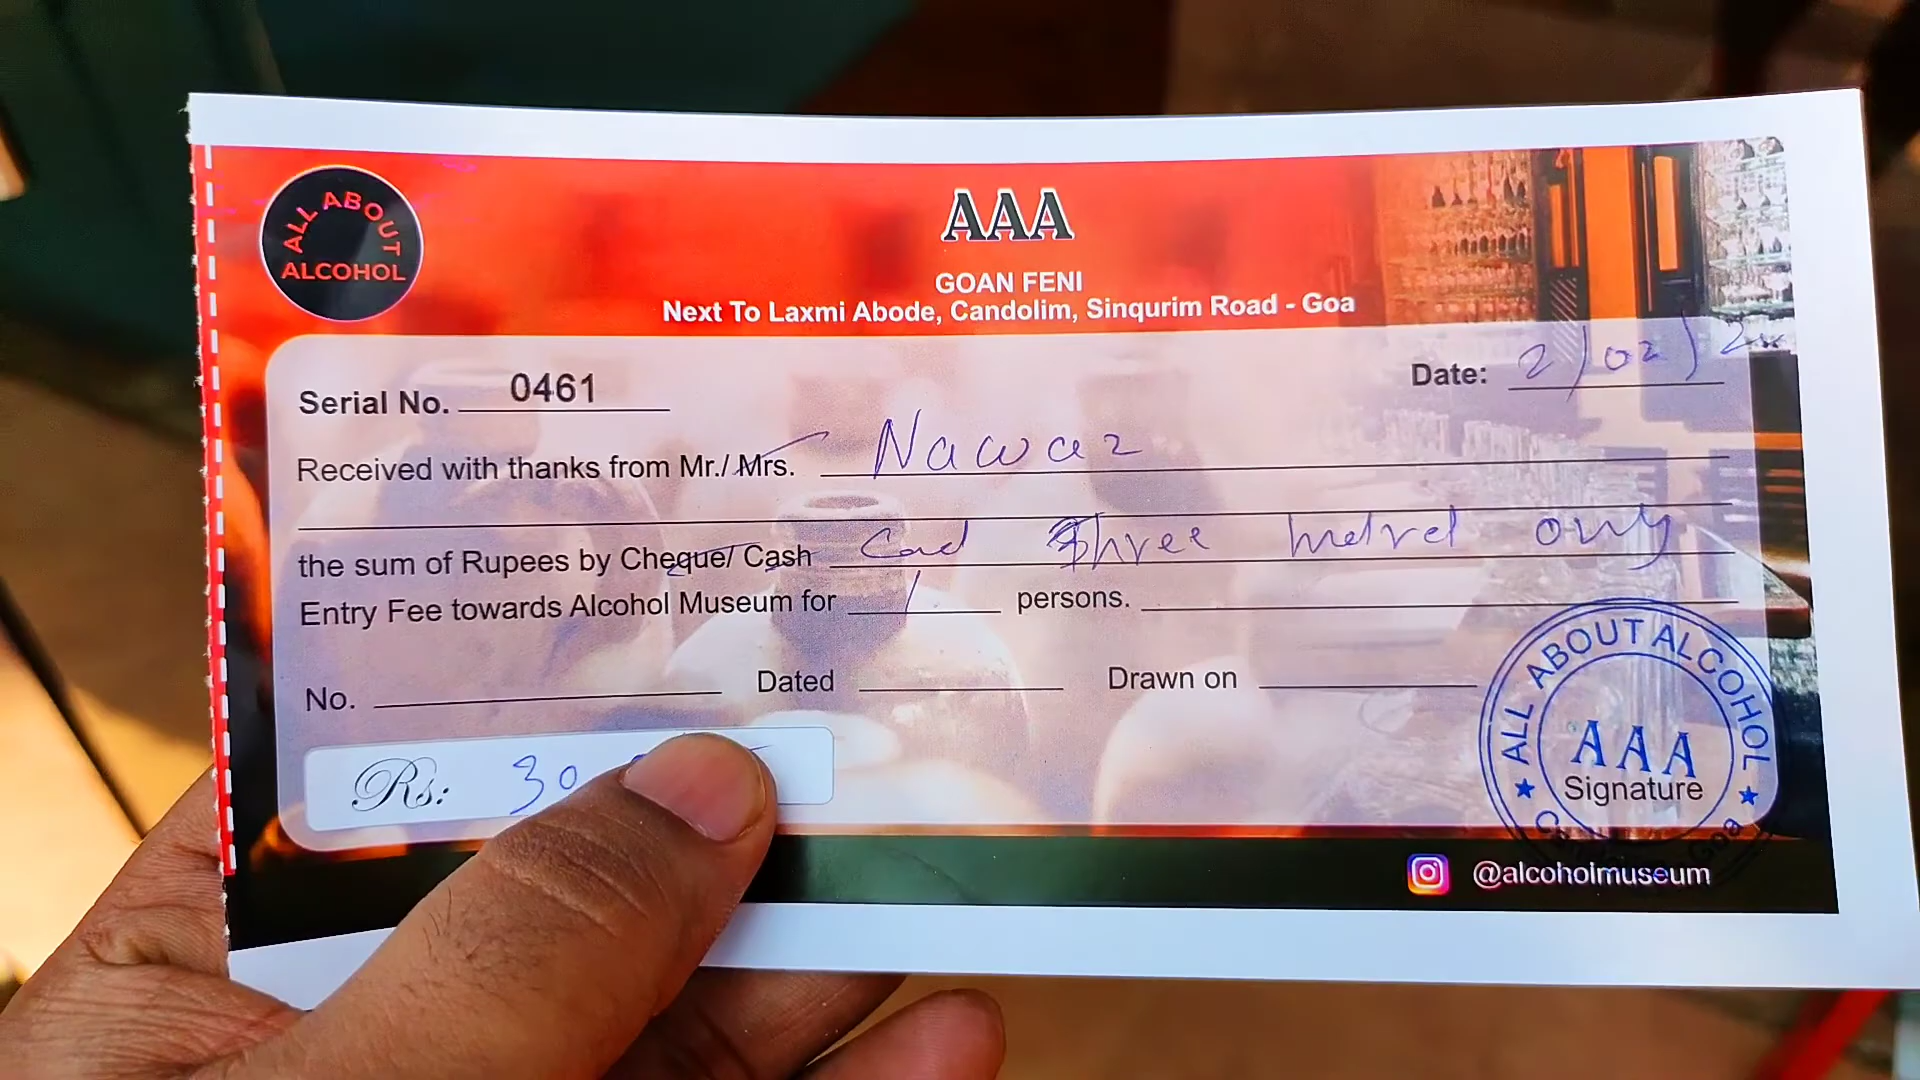 ALL ABOUT
ALCOHOL
AAA
GOAN FENI
Next To Laxmi Abode, Candolim, Sinqurim Road - Goa
Serial No. 0461
Date: 2/02/2
Received with thanks from Mr./ Mrs. Nawaz
the sum of Rupees by Cheque/ Cash Card Three hundred only
Entry Fee towards Alcohol Museum for 1 persons.
No. Dated Drawn on
Rs: 30
ALL ABOUT ALCOHOL
AAA
Signature
Goa
@alcoholmuseum